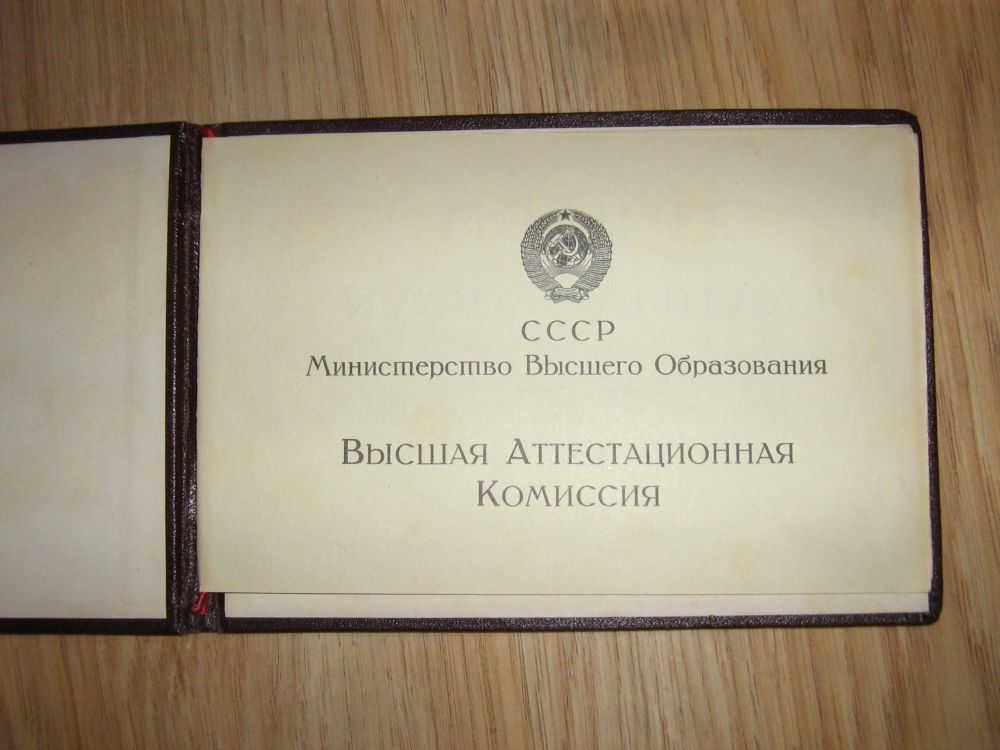 СССР
Министерство Высшего Образования
Высшая Аттестационная
Комиссия